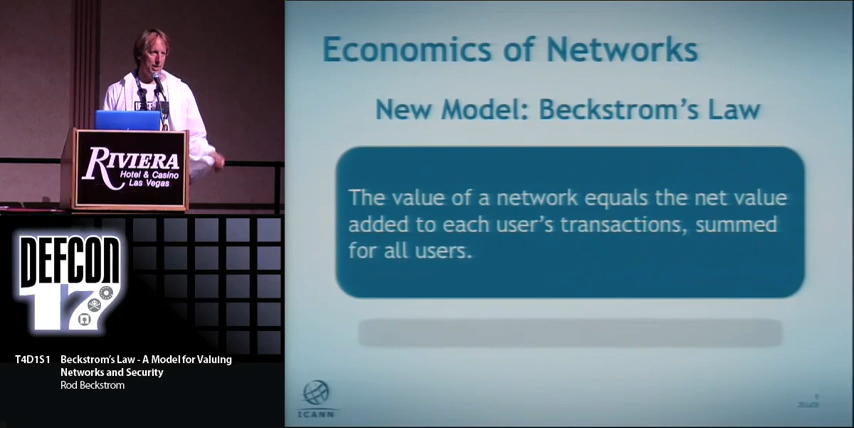 RIVIERA
Hotel & Casino
Las Vegas
DEFCON
17
T4D1S1 Beckstrom's Law - A Model for Valuing
Networks and Security
Rod Beckstrom
Economics of Networks
New Model: Beckstrom's Law
The value of a network equals the net value
added to each user's transactions, summed
for all users.
ICANN